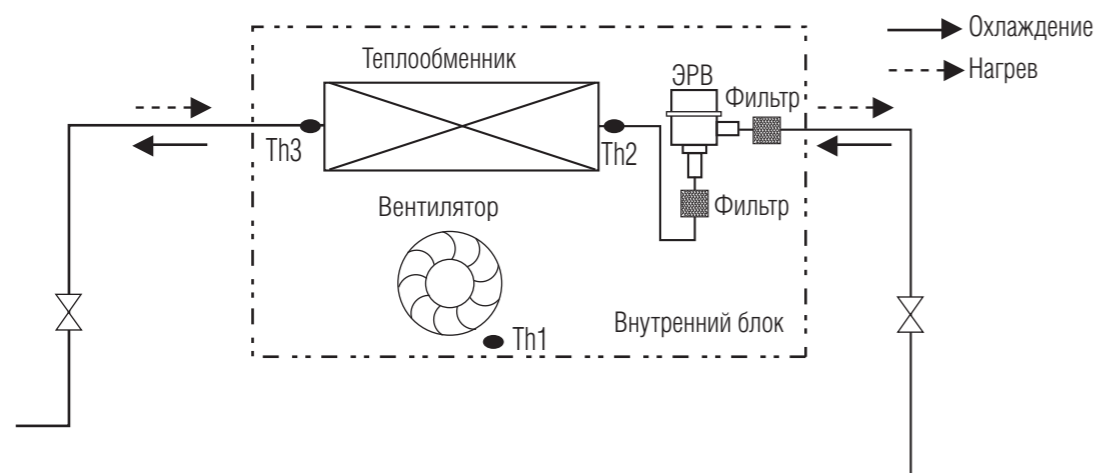 Охлаждение
Нагрев
Теплообменник
ЭРВ
Фильтр
Th3
Th2
Вентилятор
Фильтр
Внутренний блок
Th1